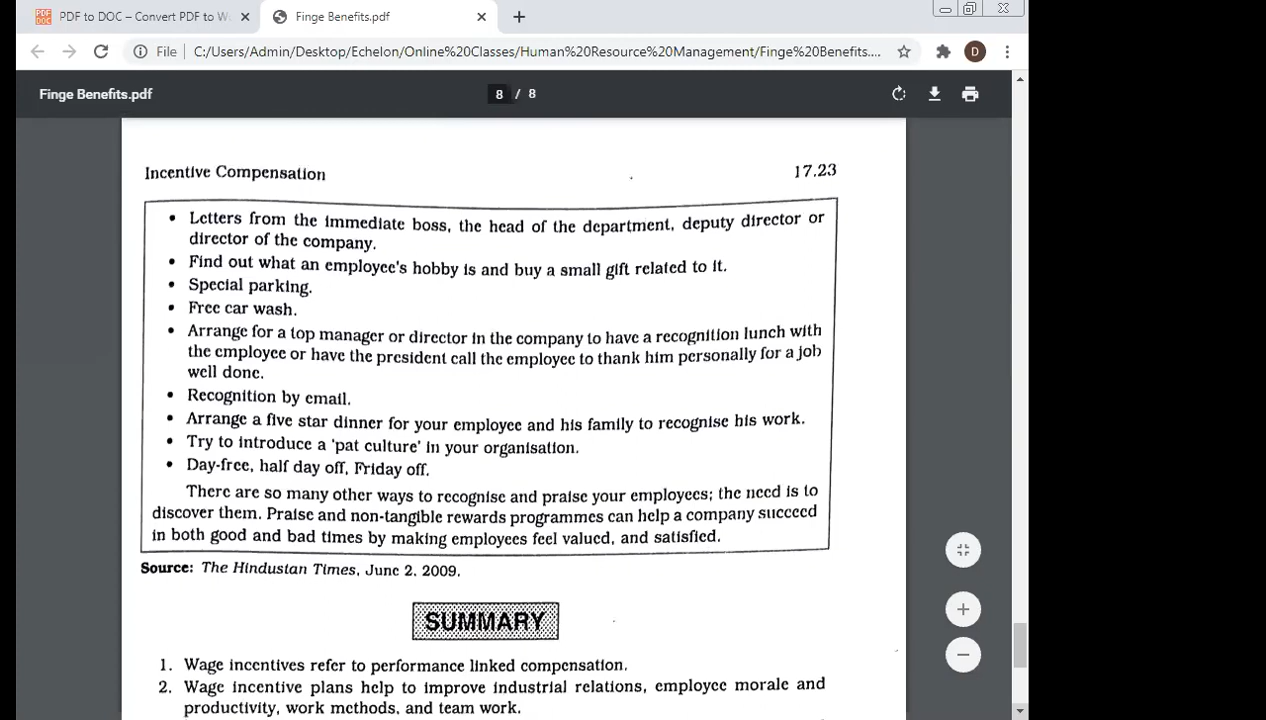 PDF to DOC – Convert PDF to W
Finge Benefits.pdf
File
C:/Users/Admin/Desktop/Echelon/Online%20Classes/Human%20Resource%20Management/Finge%20Benefits....
D
Finge Benefits.pdf
8 / 8
Incentive Compensation 17.23
• Letters from the immediate boss, the head of the department, deputy director or
director of the company.
• Find out what an employee's hobby is and buy a small gift related to it.
• Special parking.
• Free car wash.
• Arrange for a top manager or director in the company to have a recognition lunch with
the employee or have the president call the employee to thank him personally for a job
well done.
• Recognition by email.
• Arrange a five star dinner for your employee and his family to recognise his work.
• Try to introduce a 'pat culture' in your organisation.
• Day-free, half day off, Friday off.
There are so many other ways to recognise and praise your employees; the need is to
discover them. Praise and non-tangible rewards programmes can help a company succeed
in both good and bad times by making employees feel valued, and satisfied.
Source: The Hindustan Times, June 2, 2009.
SUMMARY
1. Wage incentives refer to performance linked compensation.
2. Wage incentive plans help to improve industrial relations, employee morale and
productivity, work methods, and team work.